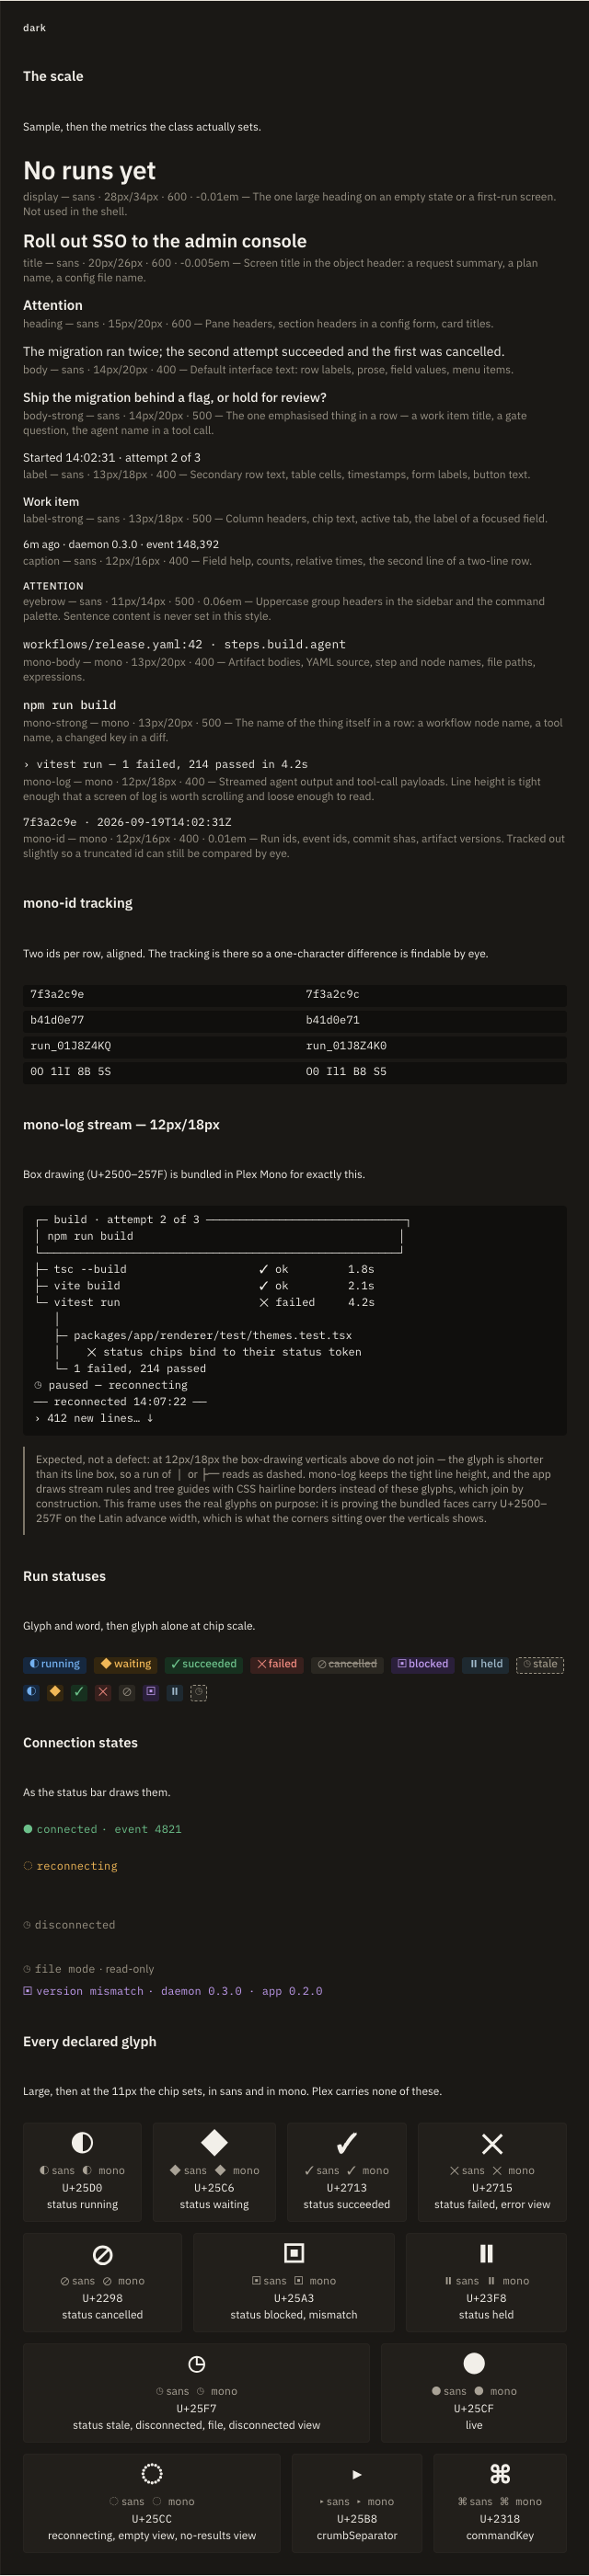 dark
The scale
Sample, then the metrics the class actually sets.
No runs yet
display — sans · 28px/34px · 600 · -0.01em — The one large heading on an empty state or a first-run screen.
Not used in the shell.
Roll out SSO to the admin console
title — sans · 20px/26px · 600 · -0.005em — Screen title in the object header: a request summary, a plan
name, a config file name.
Attention
heading — sans · 15px/20px · 600 — Pane headers, section headers in a config form, card titles.
The migration ran twice; the second attempt succeeded and the first was cancelled.
body — sans · 14px/20px · 400 — Default interface text: row labels, prose, field values, menu items.
Ship the migration behind a flag, or hold for review?
body-strong — sans · 14px/20px · 500 — The one emphasised thing in a row — a work item title, a gate
question, the agent name in a tool call.
Started 14:02:31 · attempt 2 of 3
label — sans · 13px/18px · 400 — Secondary row text, table cells, timestamps, form labels, button text.
Work item
label-strong — sans · 13px/18px · 500 — Column headers, chip text, active tab, the label of a focused field.
6m ago · daemon 0.3.0 · event 148,392
caption — sans · 12px/16px · 400 — Field help, counts, relative times, the second line of a two-line row.
ATTENTION
eyebrow — sans · 11px/14px · 500 · 0.06em — Uppercase group headers in the sidebar and the command
palette. Sentence content is never set in this style.
workflows/release.yaml:42 · steps.build.agent
mono-body — mono · 13px/20px · 400 — Artifact bodies, YAML source, step and node names, file paths,
expressions.
npm run build
mono-strong — mono · 13px/20px · 500 — The name of the thing itself in a row: a workflow node name, a tool
name, a changed key in a diff.
› vitest run — 1 failed, 214 passed in 4.2s
mono-log — mono · 12px/18px · 400 — Streamed agent output and tool-call payloads. Line height is tight
enough that a screen of log is worth scrolling and loose enough to read.
7f3a2c9e · 2026-09-19T14:02:31Z
mono-id — mono · 12px/16px · 400 · 0.01em — Run ids, event ids, commit shas, artifact versions. Tracked out
slightly so a truncated id can still be compared by eye.
mono-id tracking
Two ids per row, aligned. The tracking is there so a one-character difference is findable by eye.
7f3a2c9e 7f3a2c9c
b41d0e77 b41d0e71
run_01J8Z4KQ run_01J8Z4K0
0O 1lI 8B 5S O0 Il1 B8 S5
mono-log stream — 12px/18px
Box drawing (U+2500–257F) is bundled in Plex Mono for exactly this.
┌─ build · attempt 2 of 3 ──────────────────────────────┐
│ npm run build │
└───────────────────────────────────────────────────────┘
├─ tsc --build ✓ ok 1.8s
├─ vite build ✓ ok 2.1s
└─ vitest run ✕ failed 4.2s
│
├─ packages/app/renderer/test/themes.test.tsx
│ ✕ status chips bind to their status token
└─ 1 failed, 214 passed
◷ paused — reconnecting
── reconnected 14:07:22 ──
› 412 new lines… ↓
Expected, not a defect: at 12px/18px the box-drawing verticals above do not join — the glyph is shorter
than its line box, so a run of │ or ├─ reads as dashed. mono-log keeps the tight line height, and the app
draws stream rules and tree guides with CSS hairline borders instead of these glyphs, which join by
construction. This frame uses the real glyphs on purpose: it is proving the bundled faces carry U+2500–
257F on the Latin advance width, which is what the corners sitting over the verticals shows.
Run statuses
Glyph and word, then glyph alone at chip scale.
◐ running ◆ waiting ✓ succeeded ✕ failed ⊘ cancelled ▣ blocked ⏸ held ◷ stale
◐ ◆ ✓ ✕ ⊘ ▣ ⏸ ◷
Connection states
As the status bar draws them.
● connected · event 4821
◌ reconnecting
◷ disconnected
◷ file mode · read-only
▣ version mismatch · daemon 0.3.0 · app 0.2.0
Every declared glyph
Large, then at the 11px the chip sets, in sans and in mono. Plex carries none of these.
◐ ◆ ✓ ✕
◐ sans ◐ mono ◆ sans ◆ mono ✓ sans ✓ mono ✕ sans ✕ mono
U+25D0 U+25C6 U+2713 U+2715
status running status waiting status succeeded status failed, error view
⊘ ▣ ⏸
⊘ sans ⊘ mono ▣ sans ▣ mono ⏸ sans ⏸ mono
U+2298 U+25A3 U+23F8
status cancelled status blocked, mismatch status held
◷ ●
◷ sans ◷ mono ● sans ● mono
U+25F7 U+25CF
status stale, disconnected, file, disconnected view live
◌ ▸ ⌘
◌ sans ◌ mono ▸ sans ▸ mono ⌘ sans ⌘ mono
U+25CC U+25B8 U+2318
reconnecting, empty view, no-results view crumbSeparator commandKey